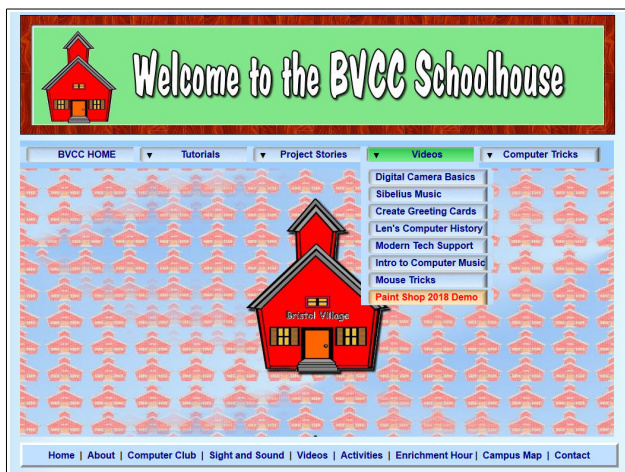 Welcome to the BVCC Schoolhouse
BVCC HOME ▼ Tutorials ▼ Project Stories ▼ Videos ▼ Computer Tricks
Digital Camera Basics
Sibelius Music
Create Greeting Cards
Len's Computer History
Modern Tech Support
Intro to Computer Music
Mouse Tricks
Paint Shop 2018 Demo
Bristol Village
Home | About | Computer Club | Sight and Sound | Videos | Activities | Enrichment Hour | Campus Map | Contact